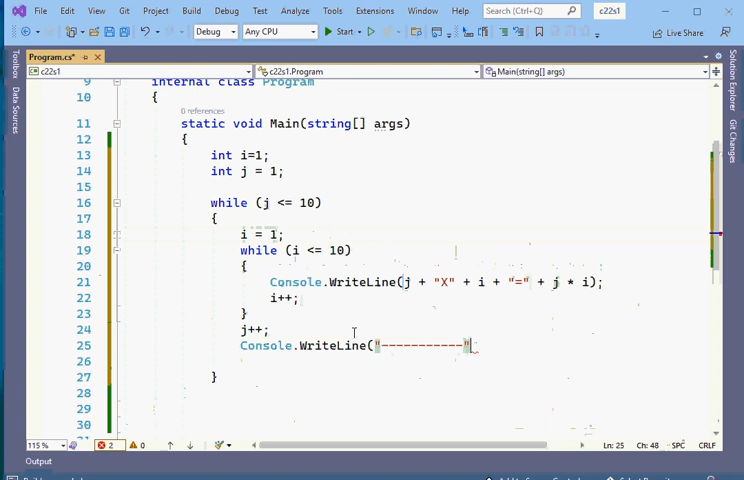 File Edit View Git Project Build Debug Test Analyze Tools Extensions Window Help Search (Ctrl+Q) c22s1
Debug Any CPU Start Live Share
Program.cs*
c22s1 c22s1.Program Main(string[] args)
Toolbox
Data Sources
Solution Explorer
Git Changes
9 internal class Program
10 {
0 references
11 static void Main(string[] args)
12 {
13 int i=1;
14 int j = 1;
15
16 while (j <= 10)
17 {
18 i = 1;
19 while (i <= 10)
20 {
21 Console.WriteLine(j + "X" + i + "=" + j * i);
22 i++;
23 }
24 j++;
25 Console.WriteLine("------------"
26
27 }
28
29
30
115 % 2 0 Ln: 25 Ch: 48 SPC CRLF
Output